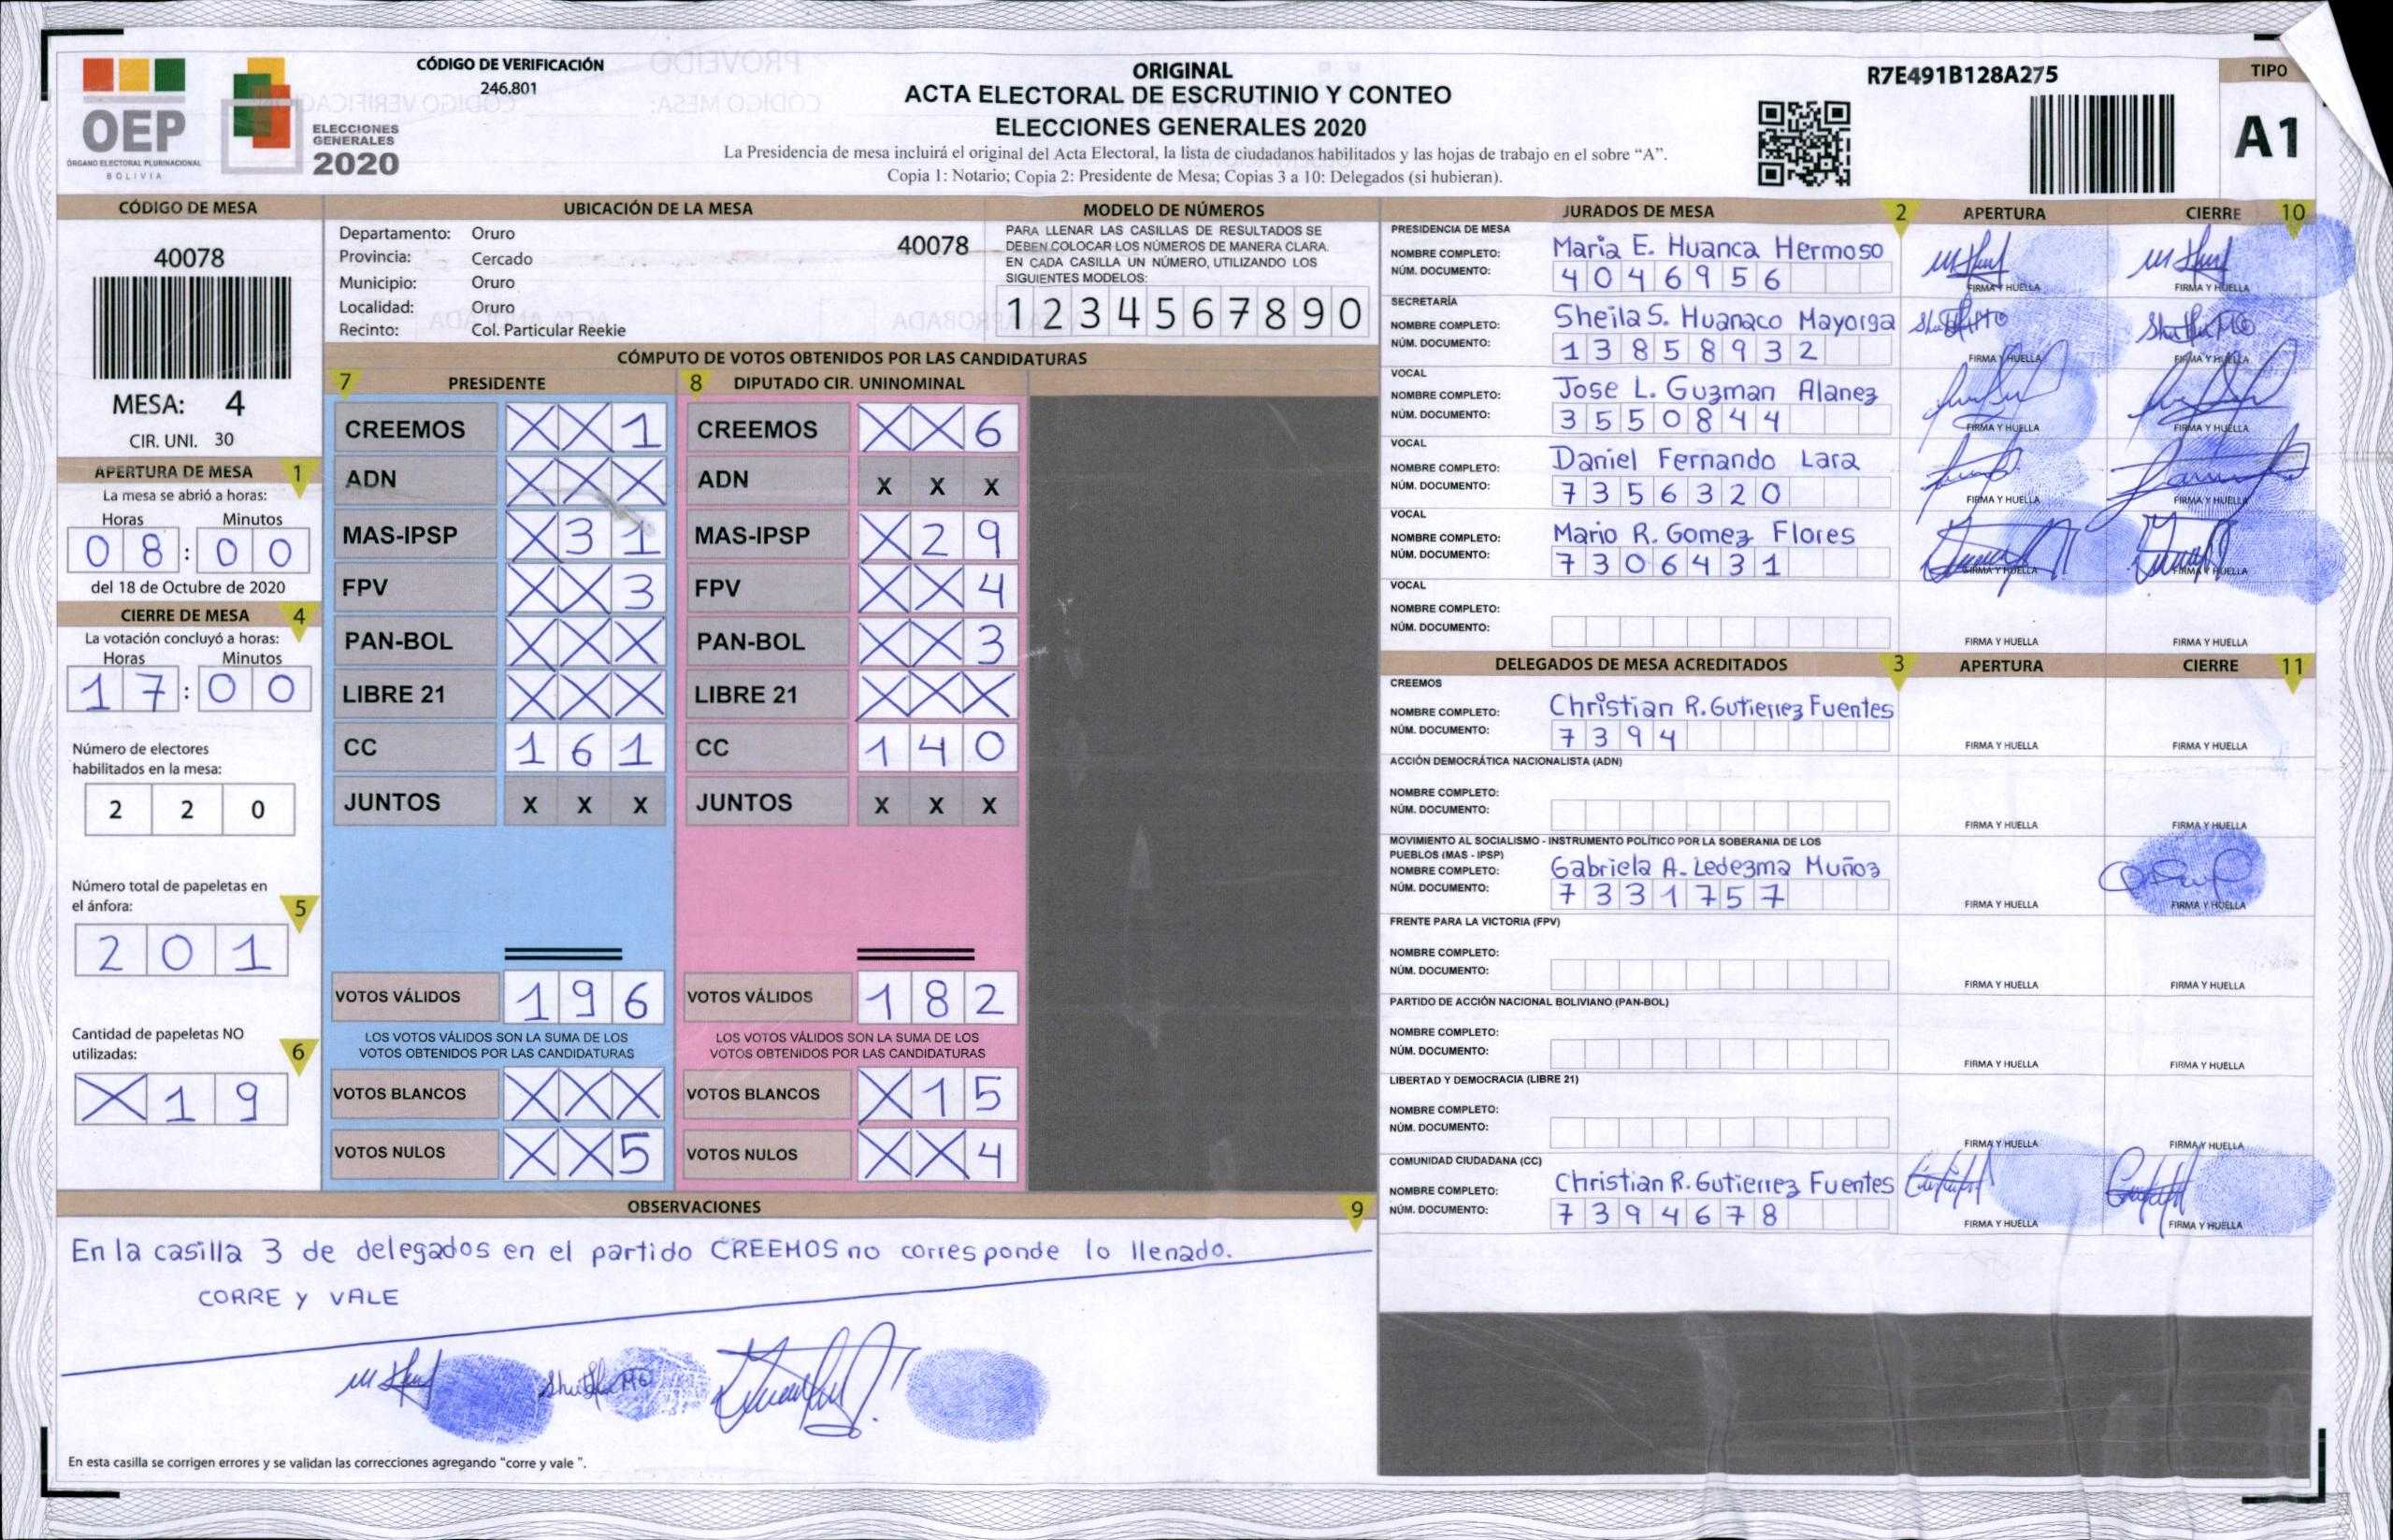 OEP
ÓRGANO ELECTORAL PLURINACIONAL
BOLIVIA
ELECCIONES
GENERALES
2020
CÓDIGO DE VERIFICACIÓN
246.801
ORIGINAL
ACTA ELECTORAL DE ESCRUTINIO Y CONTEO
ELECCIONES GENERALES 2020
La Presidencia de mesa incluirá el original del Acta Electoral, la lista de ciudadanos habilitados y las hojas de trabajo en el sobre “A”.
Copia 1: Notario; Copia 2: Presidente de Mesa; Copias 3 a 10: Delegados (si hubieran).
R7E491B128A275
TIPO
A1
CÓDIGO DE MESA
40078
MESA: 4
CIR. UNI. 30
APERTURA DE MESA 1
La mesa se abrió a horas:
Horas Minutos
08:00
del 18 de Octubre de 2020
CIERRE DE MESA 4
La votación concluyó a horas:
Horas Minutos
17:00
Número de electores
habilitados en la mesa:
2 2 0
Número total de papeletas en
el ánfora: 5
2 0 1
Cantidad de papeletas NO
utilizadas: 6
X 1 9
UBICACIÓN DE LA MESA
Departamento: Oruro 40078
Provincia: Cercado
Municipio: Oruro
Localidad: Oruro
Recinto: Col. Particular Reekie
MODELO DE NÚMEROS
PARA LLENAR LAS CASILLAS DE RESULTADOS SE
DEBEN COLOCAR LOS NÚMEROS DE MANERA CLARA.
EN CADA CASILLA UN NÚMERO, UTILIZANDO LOS
SIGUIENTES MODELOS:
1 2 3 4 5 6 7 8 9 0
CÓMPUTO DE VOTOS OBTENIDOS POR LAS CANDIDATURAS
7 PRESIDENTE 8 DIPUTADO CIR. UNINOMINAL
CREEMOS X X 1 CREEMOS X X 6
ADN X X X ADN X X X
MAS-IPSP X 3 1 MAS-IPSP X 2 9
FPV X X 3 FPV X X 4
PAN-BOL X X X PAN-BOL X X 3
LIBRE 21 X X X LIBRE 21 X X X
CC 1 6 1 CC 1 4 0
JUNTOS X X X JUNTOS X X X
VOTOS VÁLIDOS 1 9 6 VOTOS VÁLIDOS 1 8 2
LOS VOTOS VÁLIDOS SON LA SUMA DE LOS LOS VOTOS VÁLIDOS SON LA SUMA DE LOS
VOTOS OBTENIDOS POR LAS CANDIDATURAS VOTOS OBTENIDOS POR LAS CANDIDATURAS
VOTOS BLANCOS X X X VOTOS BLANCOS X 1 5
VOTOS NULOS X X 5 VOTOS NULOS X X 4
JURADOS DE MESA 2 APERTURA CIERRE 10
PRESIDENCIA DE MESA
NOMBRE COMPLETO: Maria E. Huanca Hermoso
NÚM. DOCUMENTO: 4046956
FIRMA Y HUELLA FIRMA Y HUELLA
SECRETARÍA
NOMBRE COMPLETO: Sheila S. Huanaco Mayorga
NÚM. DOCUMENTO: 13858932
FIRMA Y HUELLA FIRMA Y HUELLA
VOCAL
NOMBRE COMPLETO: Jose L. Guzman Alanez
NÚM. DOCUMENTO: 3550844
FIRMA Y HUELLA FIRMA Y HUELLA
VOCAL
NOMBRE COMPLETO: Daniel Fernando Lara
NÚM. DOCUMENTO: 7356320
FIRMA Y HUELLA FIRMA Y HUELLA
VOCAL
NOMBRE COMPLETO: Mario R. Gomez Flores
NÚM. DOCUMENTO: 7306431
FIRMA Y HUELLA FIRMA Y HUELLA
VOCAL
NOMBRE COMPLETO:
NÚM. DOCUMENTO:
FIRMA Y HUELLA FIRMA Y HUELLA
DELEGADOS DE MESA ACREDITADOS 3 APERTURA CIERRE 11
CREEMOS
NOMBRE COMPLETO: Christian R. Gutierrez Fuentes
NÚM. DOCUMENTO: 7394
FIRMA Y HUELLA FIRMA Y HUELLA
ACCIÓN DEMOCRÁTICA NACIONALISTA (ADN)
NOMBRE COMPLETO:
NÚM. DOCUMENTO:
FIRMA Y HUELLA FIRMA Y HUELLA
MOVIMIENTO AL SOCIALISMO - INSTRUMENTO POLÍTICO POR LA SOBERANIA DE LOS
PUEBLOS (MAS - IPSP)
NOMBRE COMPLETO: Gabriela A. Ledezma Muñoz
NÚM. DOCUMENTO: 7331757
FIRMA Y HUELLA FIRMA Y HUELLA
FRENTE PARA LA VICTORIA (FPV)
NOMBRE COMPLETO:
NÚM. DOCUMENTO:
FIRMA Y HUELLA FIRMA Y HUELLA
PARTIDO DE ACCIÓN NACIONAL BOLIVIANO (PAN-BOL)
NOMBRE COMPLETO:
NÚM. DOCUMENTO:
FIRMA Y HUELLA FIRMA Y HUELLA
LIBERTAD Y DEMOCRACIA (LIBRE 21)
NOMBRE COMPLETO:
NÚM. DOCUMENTO:
FIRMA Y HUELLA FIRMA Y HUELLA
COMUNIDAD CIUDADANA (CC)
NOMBRE COMPLETO: Christian R. Gutierrez Fuentes
NÚM. DOCUMENTO: 7394678
FIRMA Y HUELLA FIRMA Y HUELLA
OBSERVACIONES 9
En la casilla 3 de delegados en el partido CREEMOS no corresponde lo llenado.
CORRE Y VALE
En esta casilla se corrigen errores y se validan las correcciones agregando “corre y vale ”.